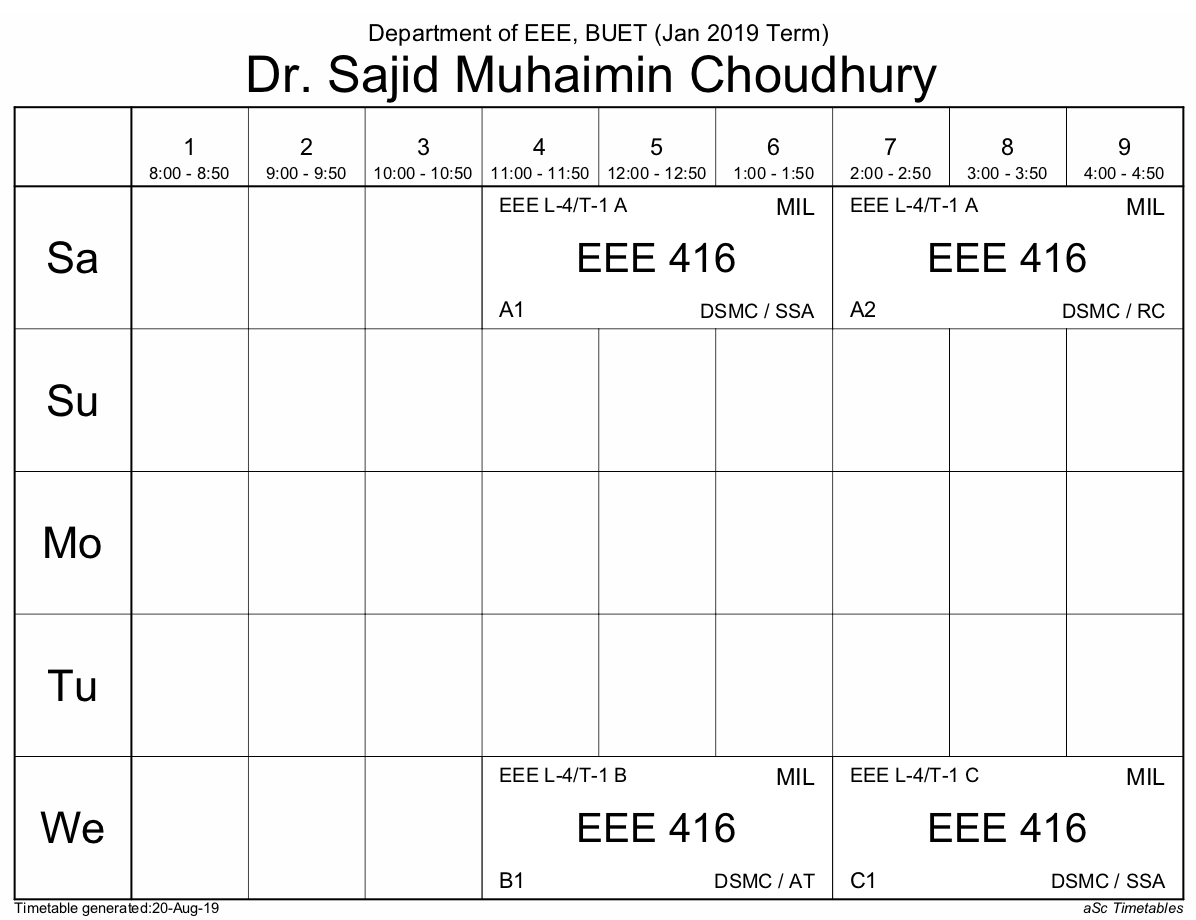 Department of EEE, BUET (Jan 2019 Term)
Dr. Sajid Muhaimin Choudhury
1 2 3 4 5 6 7 8 9
8:00 - 8:50 9:00 - 9:50 10:00 - 10:50 11:00 - 11:50 12:00 - 12:50 1:00 - 1:50 2:00 - 2:50 3:00 - 3:50 4:00 - 4:50
EEE L-4/T-1 A MIL EEE L-4/T-1 A MIL
Sa EEE 416 EEE 416
A1 DSMC / SSA A2 DSMC / RC
Su
Mo
Tu
EEE L-4/T-1 B MIL EEE L-4/T-1 C MIL
We EEE 416 EEE 416
B1 DSMC / AT C1 DSMC / SSA
Timetable generated:20-Aug-19 aSc Timetables